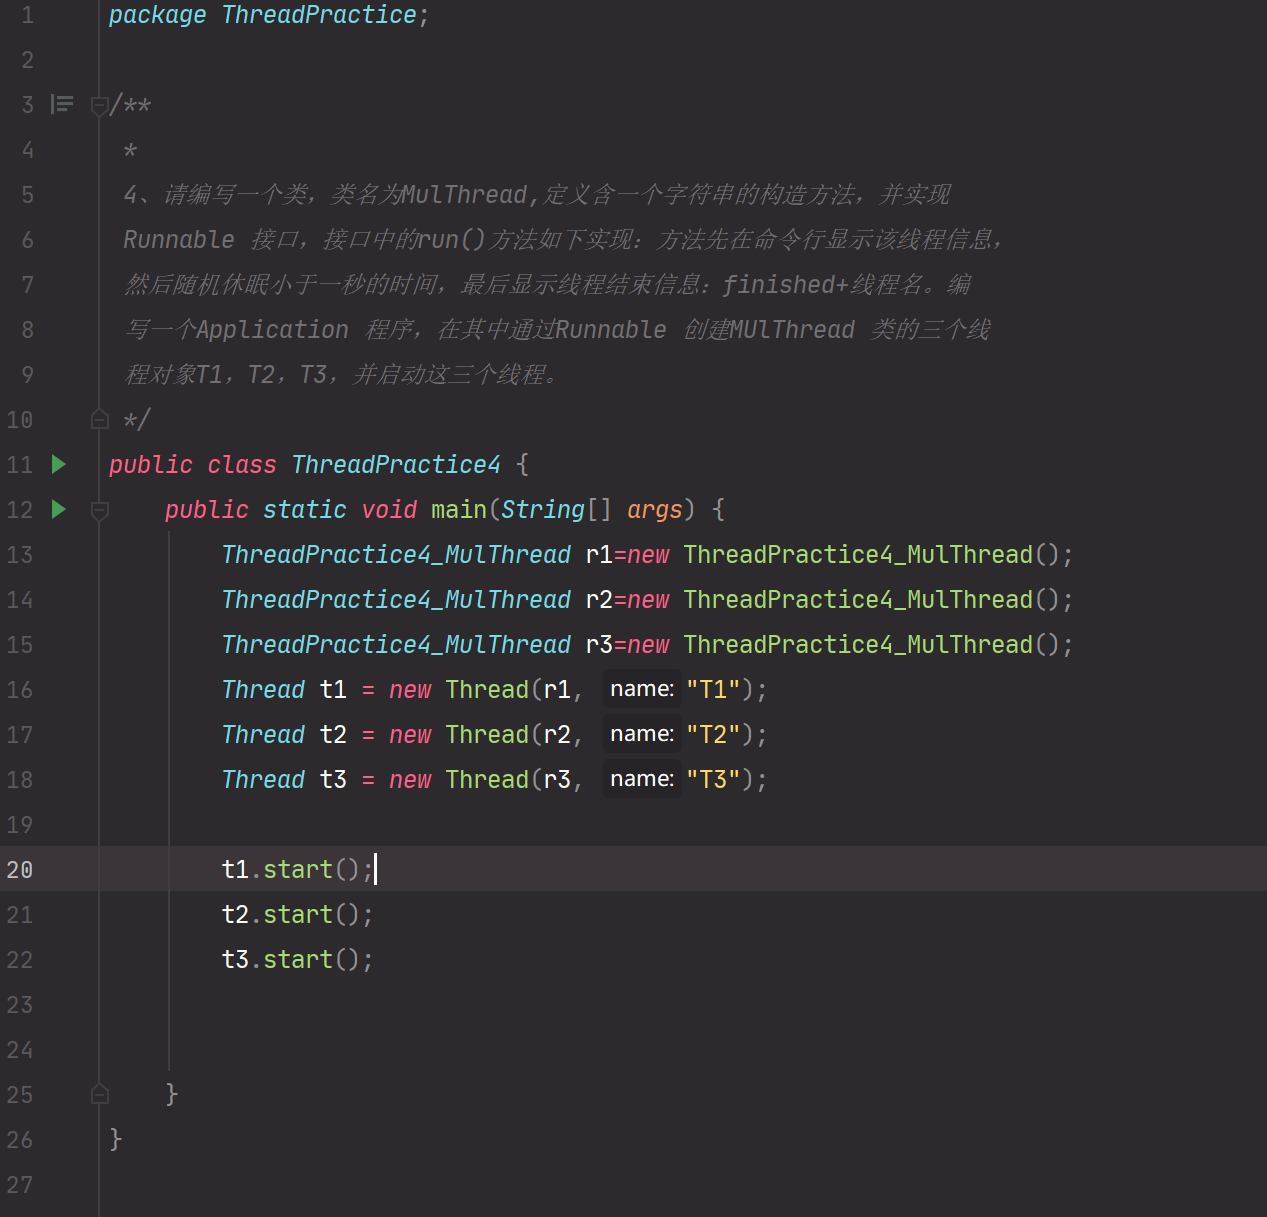 1 package ThreadPractice;
2
3 /**
4 *
5 4、请编写一个类，类名为MulThread,定义含一个字符串的构造方法，并实现
6 Runnable 接口，接口中的run()方法如下实现：方法先在命令行显示该线程信息，
7 然后随机休眠小于一秒的时间，最后显示线程结束信息：finished+线程名。编
8 写一个Application 程序，在其中通过Runnable 创建MUlThread 类的三个线
9 程对象T1，T2，T3，并启动这三个线程。
10 */
11 public class ThreadPractice4 {
12 public static void main(String[] args) {
13 ThreadPractice4_MulThread r1=new ThreadPractice4_MulThread();
14 ThreadPractice4_MulThread r2=new ThreadPractice4_MulThread();
15 ThreadPractice4_MulThread r3=new ThreadPractice4_MulThread();
16 Thread t1 = new Thread(r1, name: "T1");
17 Thread t2 = new Thread(r2, name: "T2");
18 Thread t3 = new Thread(r3, name: "T3");
19
20 t1.start();
21 t2.start();
22 t3.start();
23
24
25 }
26 }
27